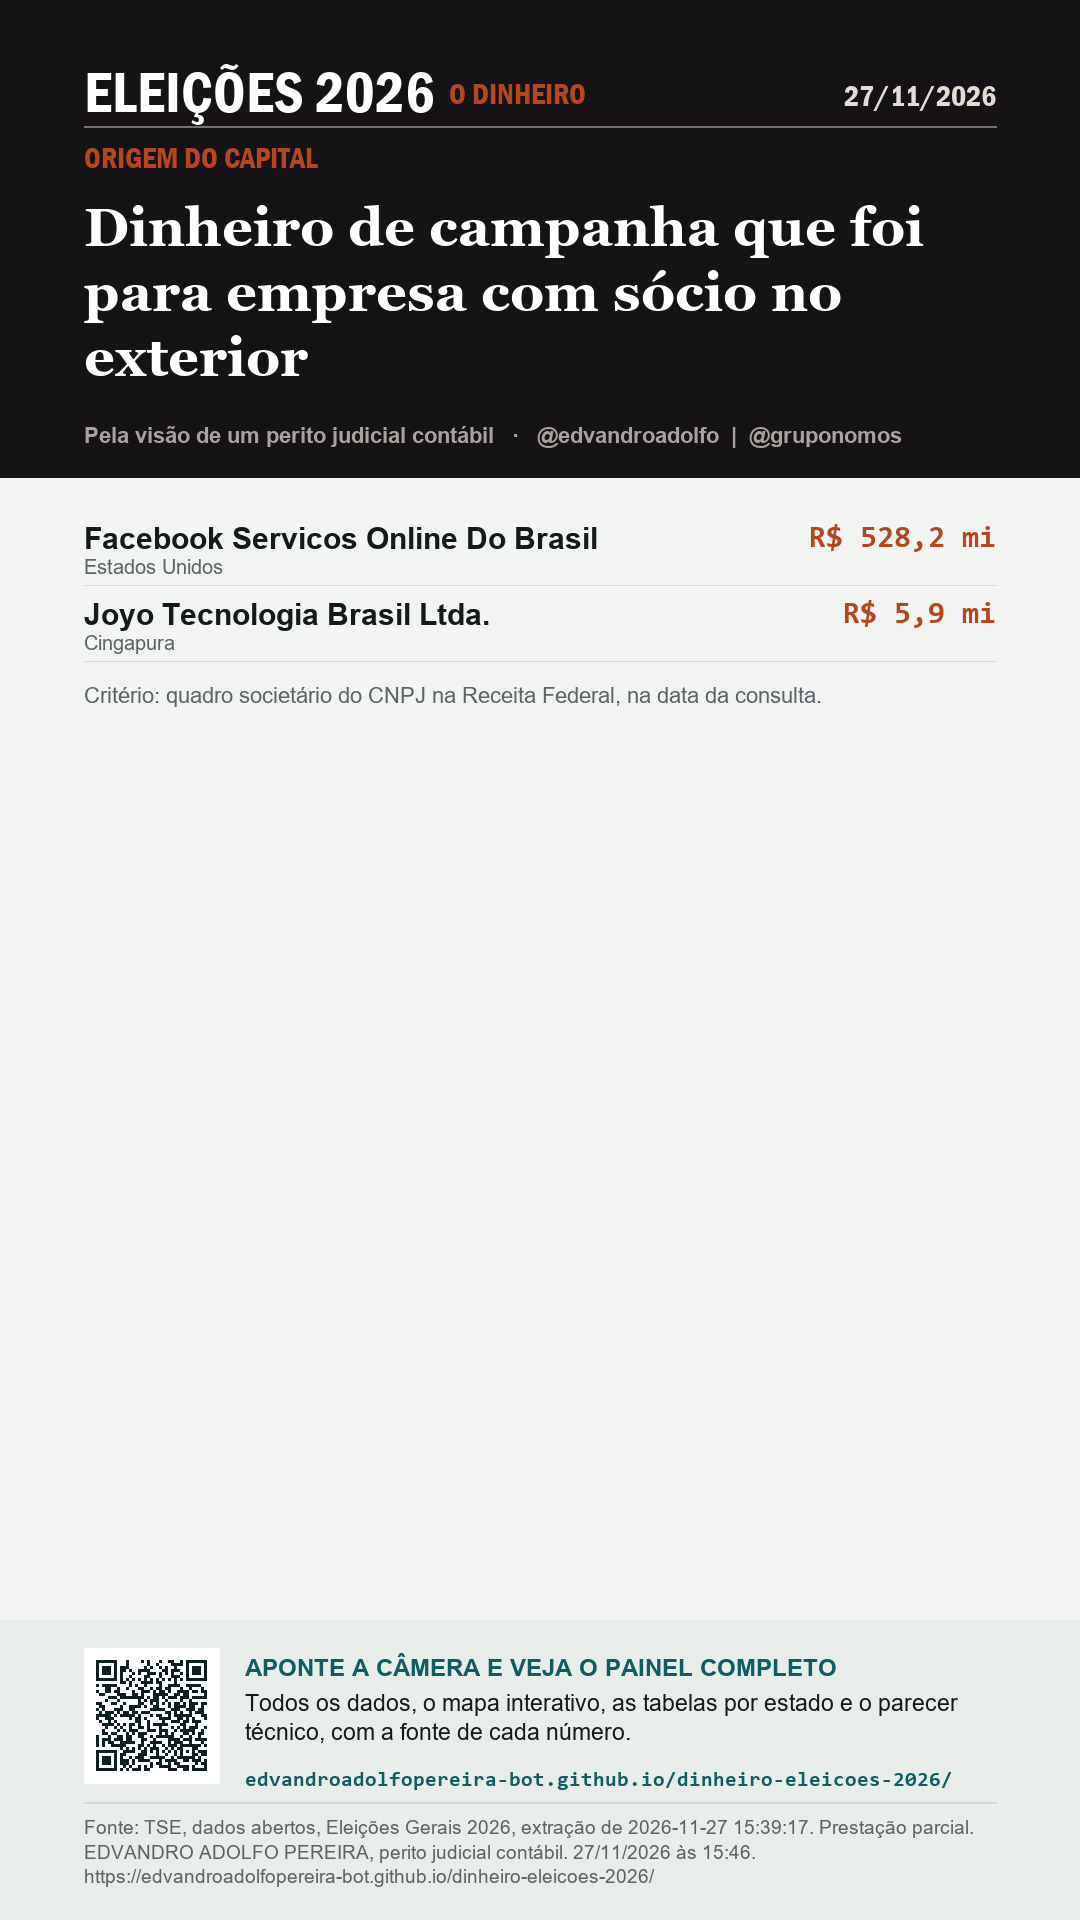 ELEIÇÕES 2026 O DINHEIRO 27/11/2026
ORIGEM DO CAPITAL
Dinheiro de campanha que foi
para empresa com sócio no
exterior
Pela visão de um perito judicial contábil · @edvandroadolfo | @gruponomos
Facebook Servicos Online Do Brasil R$ 528,2 mi
Estados Unidos
Joyo Tecnologia Brasil Ltda. R$ 5,9 mi
Cingapura
Critério: quadro societário do CNPJ na Receita Federal, na data da consulta.
APONTE A CÂMERA E VEJA O PAINEL COMPLETO
Todos os dados, o mapa interativo, as tabelas por estado e o parecer
técnico, com a fonte de cada número.
edvandroadolfopereira-bot.github.io/dinheiro-eleicoes-2026/
Fonte: TSE, dados abertos, Eleições Gerais 2026, extração de 2026-11-27 15:39:17. Prestação parcial.
EDVANDRO ADOLFO PEREIRA, perito judicial contábil. 27/11/2026 às 15:46.
https://edvandroadolfopereira-bot.github.io/dinheiro-eleicoes-2026/